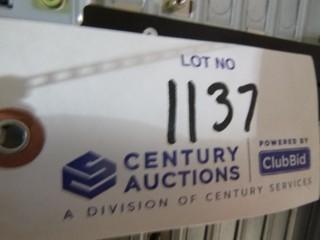 LOT NO
1137
CENTURY AUCTIONS
POWERED BY
ClubBid
A DIVISION OF CENTURY SERVICES